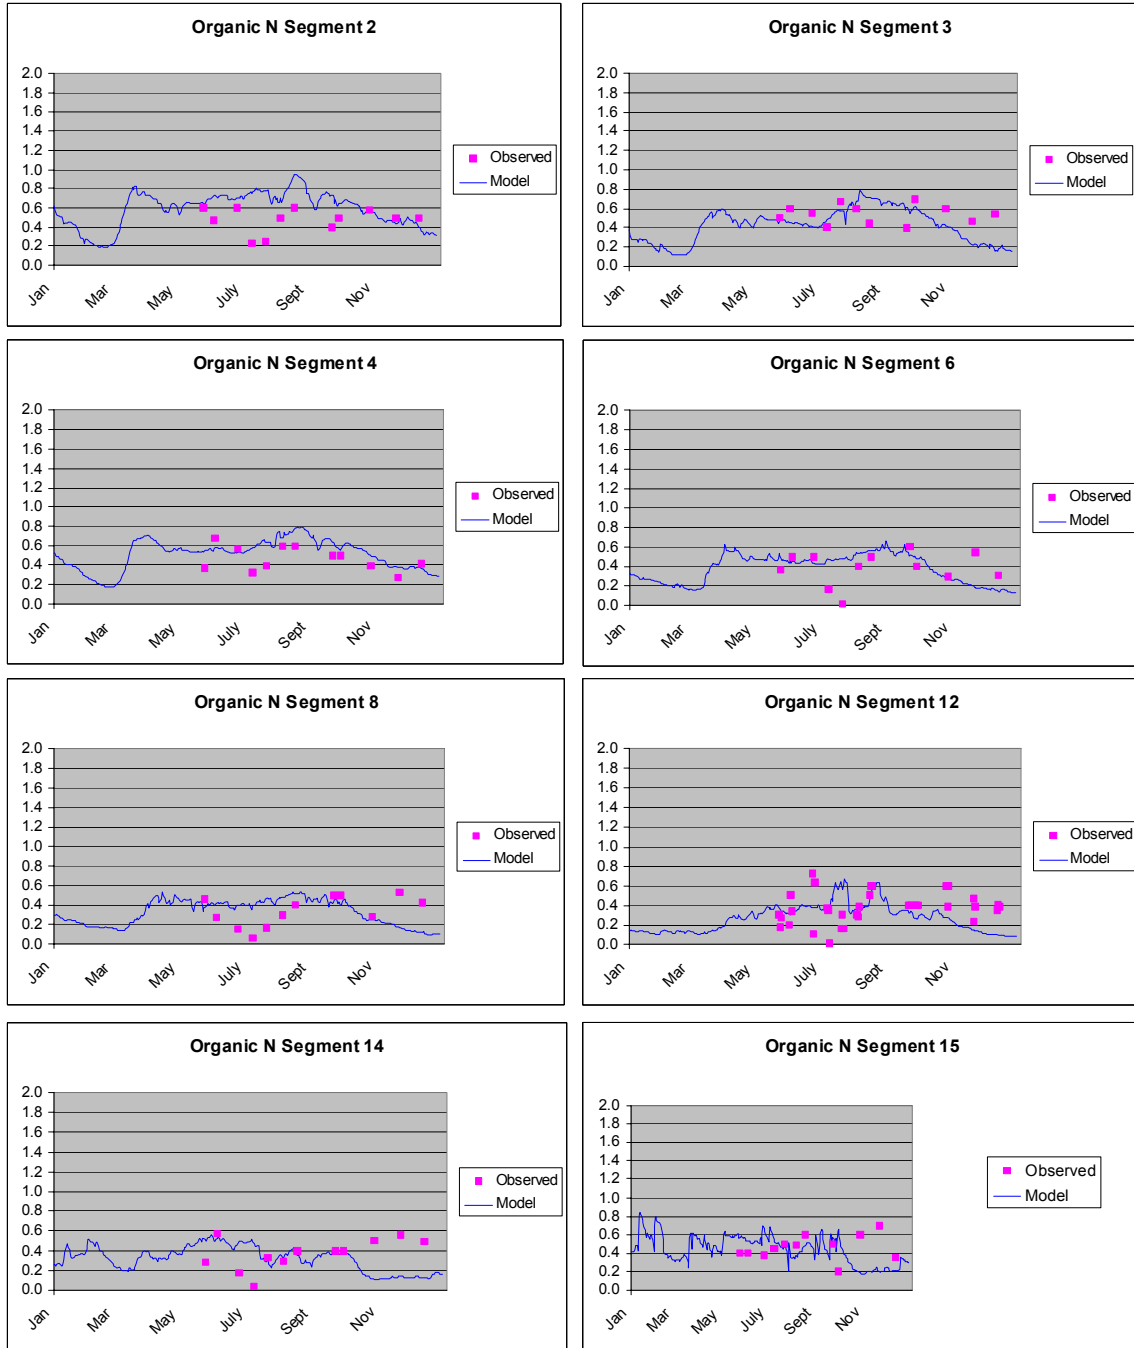 Organic N Segment 2
2.0
1.8
1.6
1.4
1.2
1.0
0.8
0.6
0.4
0.2
0.0
Jan
Mar
May
July
Sept
Nov
Observed
Model
Organic N Segment 3
2.0
1.8
1.6
1.4
1.2
1.0
0.8
0.6
0.4
0.2
0.0
Jan
Mar
May
July
Sept
Nov
Observed
Model
Organic N Segment 4
2.0
1.8
1.6
1.4
1.2
1.0
0.8
0.6
0.4
0.2
0.0
Jan
Mar
May
July
Sept
Nov
Observed
Model
Organic N Segment 6
2.0
1.8
1.6
1.4
1.2
1.0
0.8
0.6
0.4
0.2
0.0
Jan
Mar
May
July
Sept
Nov
Observed
Model
Organic N Segment 8
2.0
1.8
1.6
1.4
1.2
1.0
0.8
0.6
0.4
0.2
0.0
Jan
Mar
May
July
Sept
Nov
Observed
Model
Organic N Segment 12
2.0
1.8
1.6
1.4
1.2
1.0
0.8
0.6
0.4
0.2
0.0
Jan
Mar
May
July
Sept
Nov
Observed
Model
Organic N Segment 14
2.0
1.8
1.6
1.4
1.2
1.0
0.8
0.6
0.4
0.2
0.0
Jan
Mar
May
July
Sept
Nov
Observed
Model
Organic N Segment 15
2.0
1.8
1.6
1.4
1.2
1.0
0.8
0.6
0.4
0.2
0.0
Jan
Mar
May
July
Sept
Nov
Observed
Model